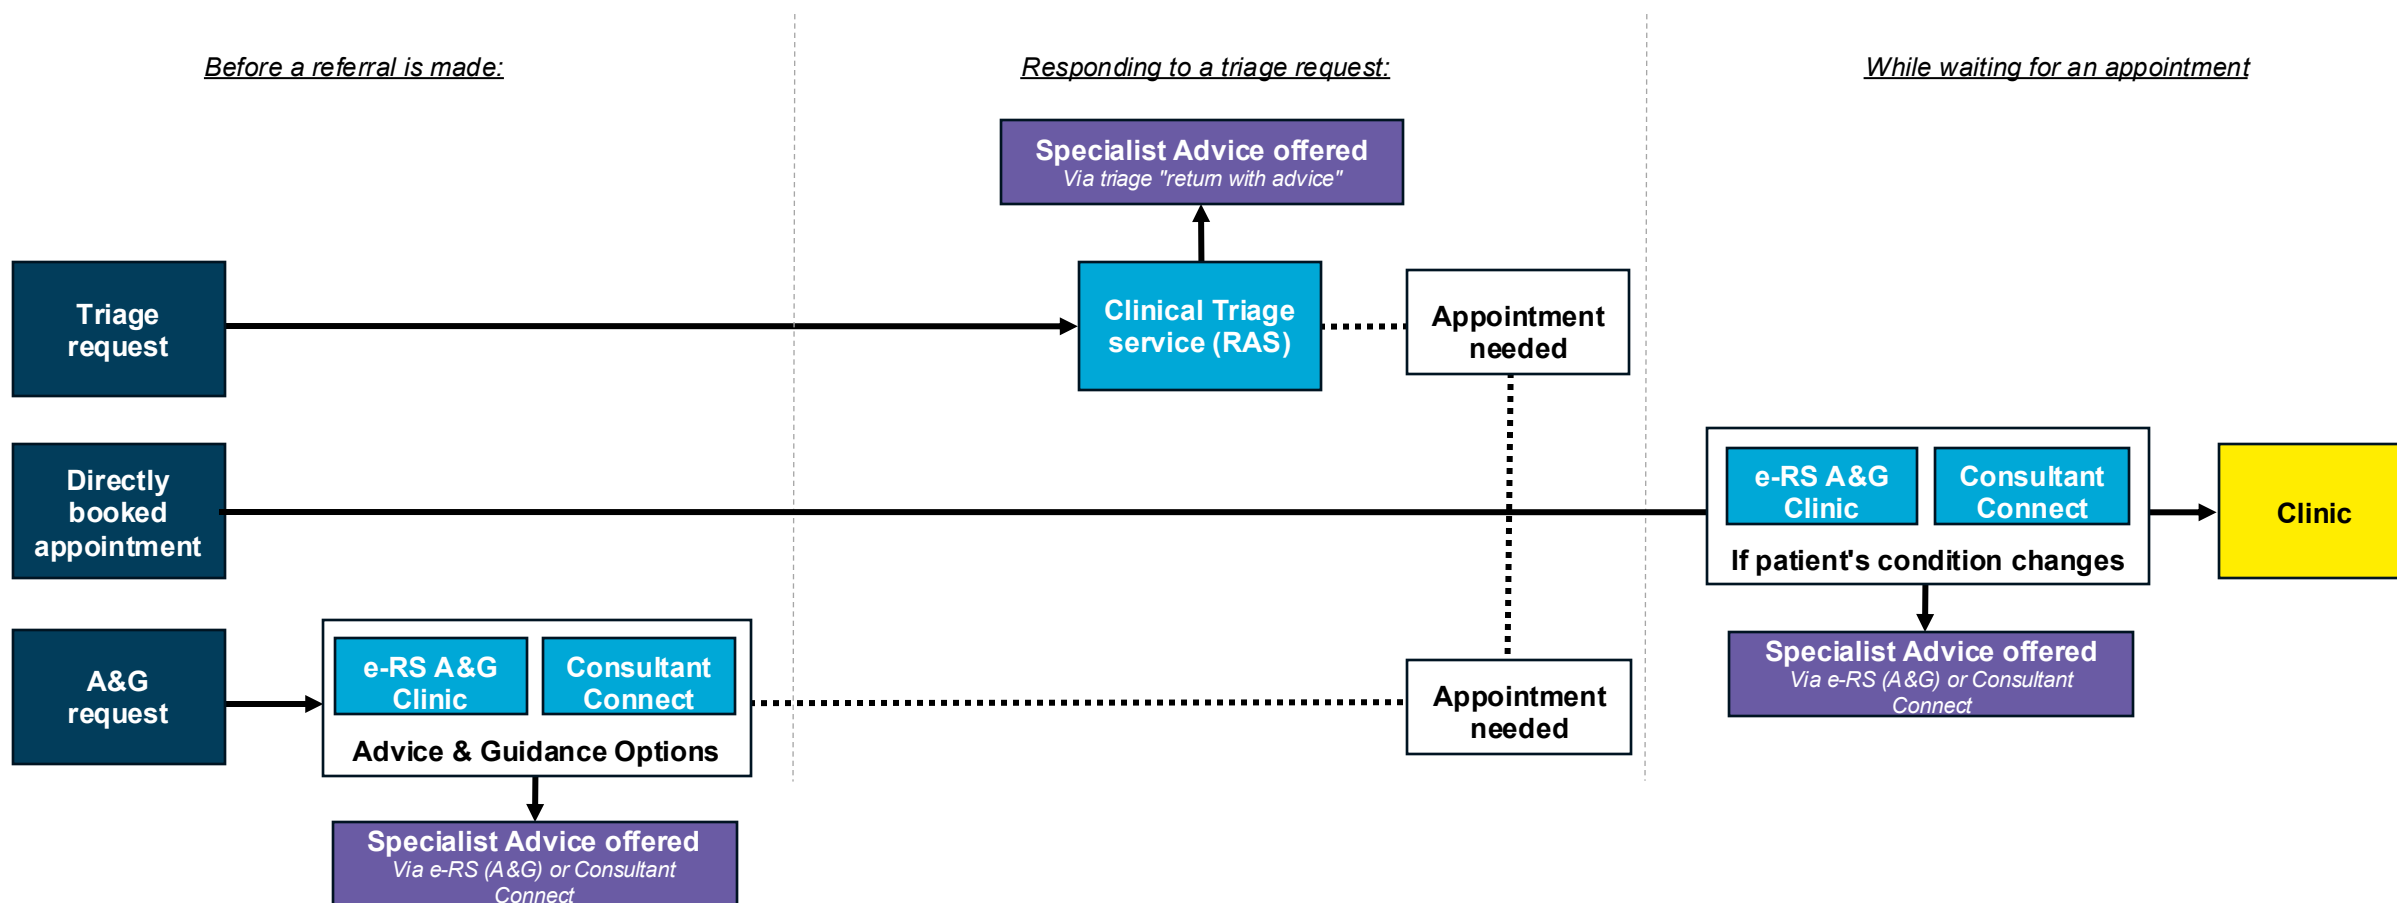 Before a referral is made:
Responding to a triage request:
While waiting for an appointment
Specialist Advice offered
Via triage "return with advice"
Triage
request
Clinical Triage
service (RAS)
Appointment
needed
Directly
booked
appointment
e-RS A&G
Clinic
Consultant
Connect
If patient's condition changes
Clinic
Specialist Advice offered
Via e-RS (A&G) or Consultant
Connect
A&G
request
e-RS A&G
Clinic
Consultant
Connect
Advice & Guidance Options
Appointment
needed
Specialist Advice offered
Via e-RS (A&G) or Consultant
Connect